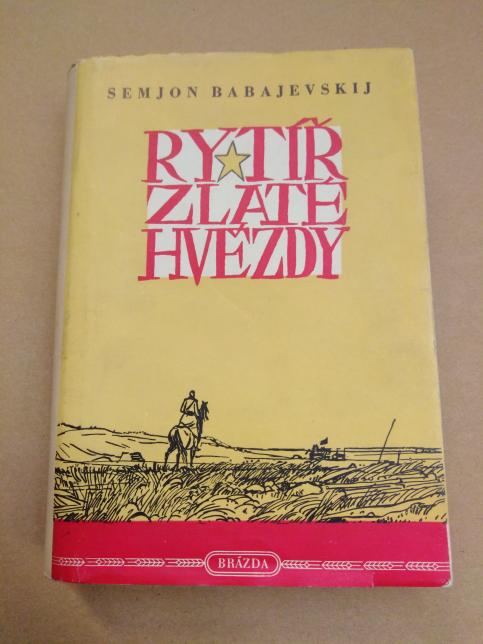 SEMJON BABAJEVSKIJ
RYTÍŘ
ZLATÉ
HVĚZDY
BRÁZDA